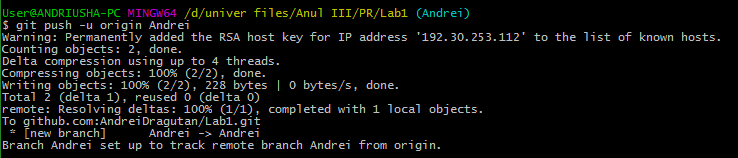 User@ANDRIUSHA-PC MINGW64 /d/univer files/Anul III/PR/Lab1 (Andrei)
$ git push -u origin Andrei
Warning: Permanently added the RSA host key for IP address '192.30.253.112' to the list of known hosts.
Counting objects: 2, done.
Delta compression using up to 4 threads.
Compressing objects: 100% (2/2), done.
Writing objects: 100% (2/2), 228 bytes | 0 bytes/s, done.
Total 2 (delta 1), reused 0 (delta 0)
remote: Resolving deltas: 100% (1/1), completed with 1 local objects.
To github.com:AndreiDragutan/Lab1.git
 * [new branch]      Andrei -> Andrei
Branch Andrei set up to track remote branch Andrei from origin.